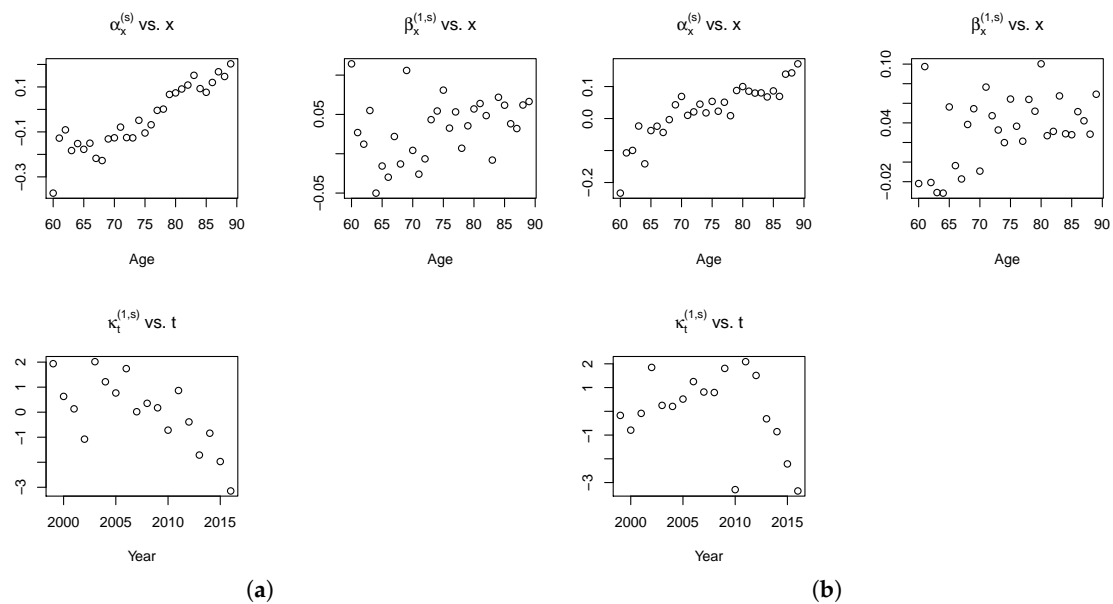 α_x^(s) vs. x
0.1
−0.1
−0.3
60 65 70 75 80 85 90
Age
β_x^(1,s) vs. x
0.05
−0.05
60 65 70 75 80 85 90
Age
κ_t^(1,s) vs. t
2
1
0
−1
−3
2000 2005 2010 2015
Year
(a)
α_x^(s) vs. x
0.1
0.0
−0.2
60 65 70 75 80 85 90
Age
β_x^(1,s) vs. x
0.10
0.04
−0.02
60 65 70 75 80 85 90
Age
κ_t^(1,s) vs. t
2
1
−1
−3
2000 2005 2010 2015
Year
(b)